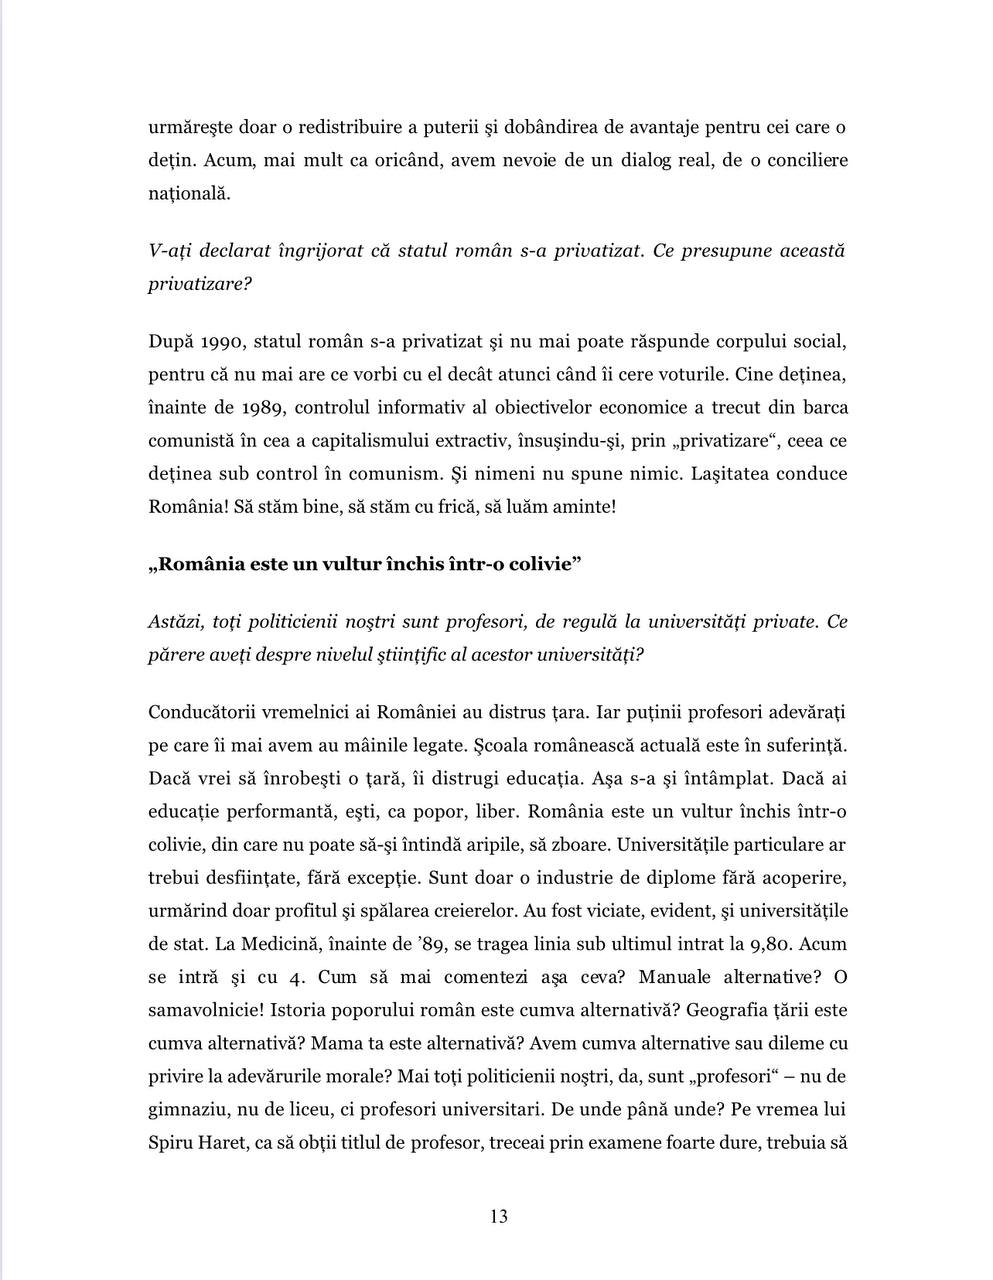 urmăreşte doar o redistribuire a puterii şi dobândirea de avantaje pentru cei care o
deţin. Acum, mai mult ca oricând, avem nevoie de un dialog real, de o conciliere
naţională.
V-aţi declarat îngrijorat că statul român s-a privatizat. Ce presupune această
privatizare?
După 1990, statul român s-a privatizat şi nu mai poate răspunde corpului social,
pentru că nu mai are ce vorbi cu el decât atunci când îi cere voturile. Cine deţinea,
înainte de 1989, controlul informativ al obiectivelor economice a trecut din barca
comunistă în cea a capitalismului extractiv, însuşindu-şi, prin „privatizare“, ceea ce
deţinea sub control în comunism. Şi nimeni nu spune nimic. Laşitatea conduce
România! Să stăm bine, să stăm cu frică, să luăm aminte!
„România este un vultur închis într-o colivie”
Astăzi, toţi politicienii noştri sunt profesori, de regulă la universităţi private. Ce
părere aveţi despre nivelul ştiinţific al acestor universităţi?
Conducătorii vremelnici ai României au distrus ţara. Iar puţinii profesori adevăraţi
pe care îi mai avem au mâinile legate. Şcoala românească actuală este în suferinţă.
Dacă vrei să înrobeşti o ţară, îi distrugi educaţia. Aşa s-a şi întâmplat. Dacă ai
educaţie performantă, eşti, ca popor, liber. România este un vultur închis într-o
colivie, din care nu poate să-şi întindă aripile, să zboare. Universităţile particulare ar
trebui desfiinţate, fără excepţie. Sunt doar o industrie de diplome fără acoperire,
urmărind doar profitul şi spălarea creierelor. Au fost viciate, evident, şi universităţile
de stat. La Medicină, înainte de ’89, se tragea linia sub ultimul intrat la 9,80. Acum
se intră şi cu 4. Cum să mai comentezi aşa ceva? Manuale alternative? O
samavolnicie! Istoria poporului român este cumva alternativă? Geografia ţării este
cumva alternativă? Mama ta este alternativă? Avem cumva alternative sau dileme cu
privire la adevărurile morale? Mai toţi politicienii noştri, da, sunt „profesori“ – nu de
gimnaziu, nu de liceu, ci profesori universitari. De unde până unde? Pe vremea lui
Spiru Haret, ca să obţii titlul de profesor, treceai prin examene foarte dure, trebuia să
13